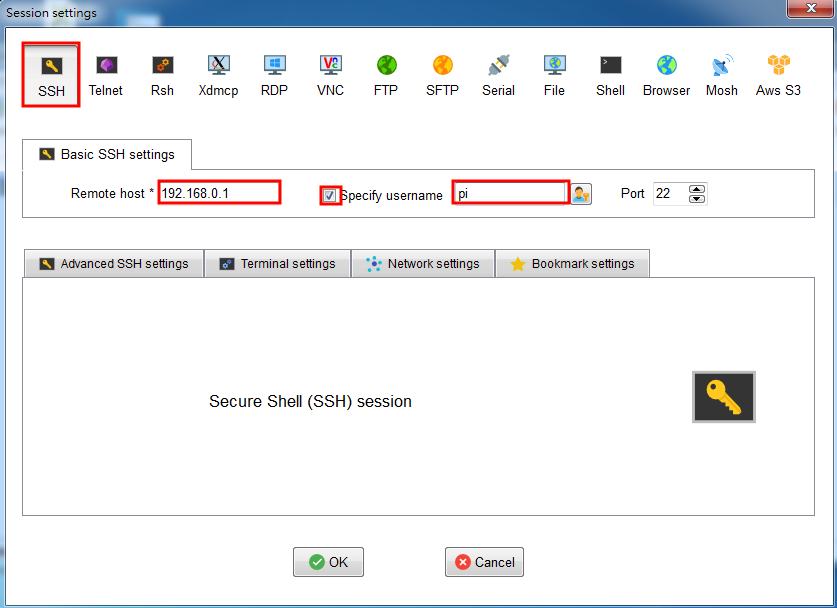 Session settings
SSH Telnet Rsh Xdmcp RDP VNC FTP SFTP Serial File Shell Browser Mosh Aws S3
Basic SSH settings
Remote host * 192.168.0.1 Specify username pi Port 22
Advanced SSH settings Terminal settings Network settings Bookmark settings
Secure Shell (SSH) session
OK Cancel